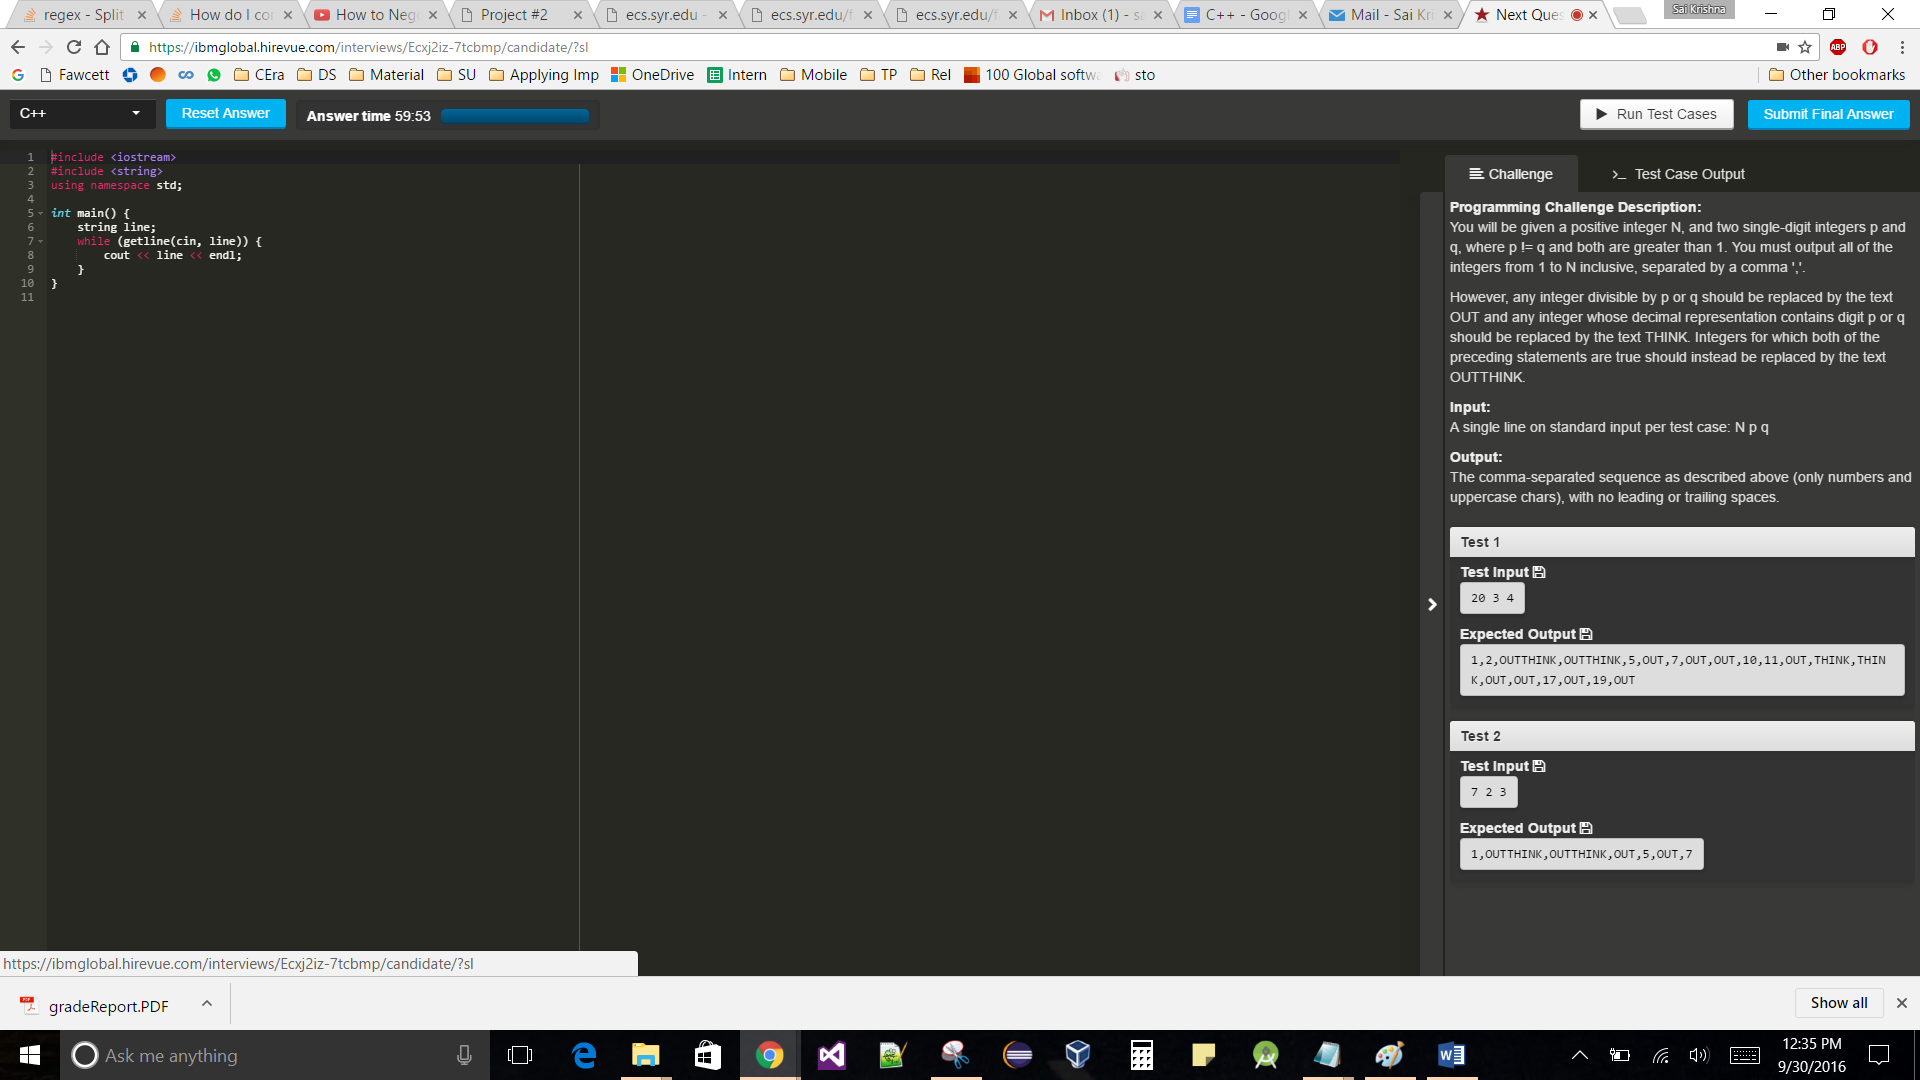 regex - Split
How do I co
How to Neg
Project #2
ecs.syr.edu -
ecs.syr.edu/f
ecs.syr.edu/f
Inbox (1) - sa
C++ - Goog
Mail - Sai Kri
Next Ques
Sai Krishna
https://ibmglobal.hirevue.com/interviews/Ecxj2iz-7tcbmp/candidate/?sl
ABP
Fawcett
CEra
DS
Material
SU
Applying Imp
OneDrive
Intern
Mobile
TP
Rel
100 Global softwa
sto
Other bookmarks
C++
Reset Answer
Answer time 59:53
Run Test Cases
Submit Final Answer
1 #include <iostream>
2 #include <string>
3 using namespace std;
4
5 int main() {
6 string line;
7 while (getline(cin, line)) {
8 cout << line << endl;
9 }
10 }
11
Challenge
Test Case Output
Programming Challenge Description:
You will be given a positive integer N, and two single-digit integers p and
q, where p != q and both are greater than 1. You must output all of the
integers from 1 to N inclusive, separated by a comma ','.
However, any integer divisible by p or q should be replaced by the text
OUT and any integer whose decimal representation contains digit p or q
should be replaced by the text THINK. Integers for which both of the
preceding statements are true should instead be replaced by the text
OUTTHINK.
Input:
A single line on standard input per test case: N p q
Output:
The comma-separated sequence as described above (only numbers and
uppercase chars), with no leading or trailing spaces.
Test 1
Test Input
20 3 4
Expected Output
1,2,OUTTHINK,OUTTHINK,5,OUT,7,OUT,OUT,10,11,OUT,THINK,THIN
K,OUT,OUT,17,OUT,19,OUT
Test 2
Test Input
7 2 3
Expected Output
1,OUTTHINK,OUTTHINK,OUT,5,OUT,7
https://ibmglobal.hirevue.com/interviews/Ecxj2iz-7tcbmp/candidate/?sl
gradeReport.PDF
Show all
Ask me anything
12:35 PM
9/30/2016